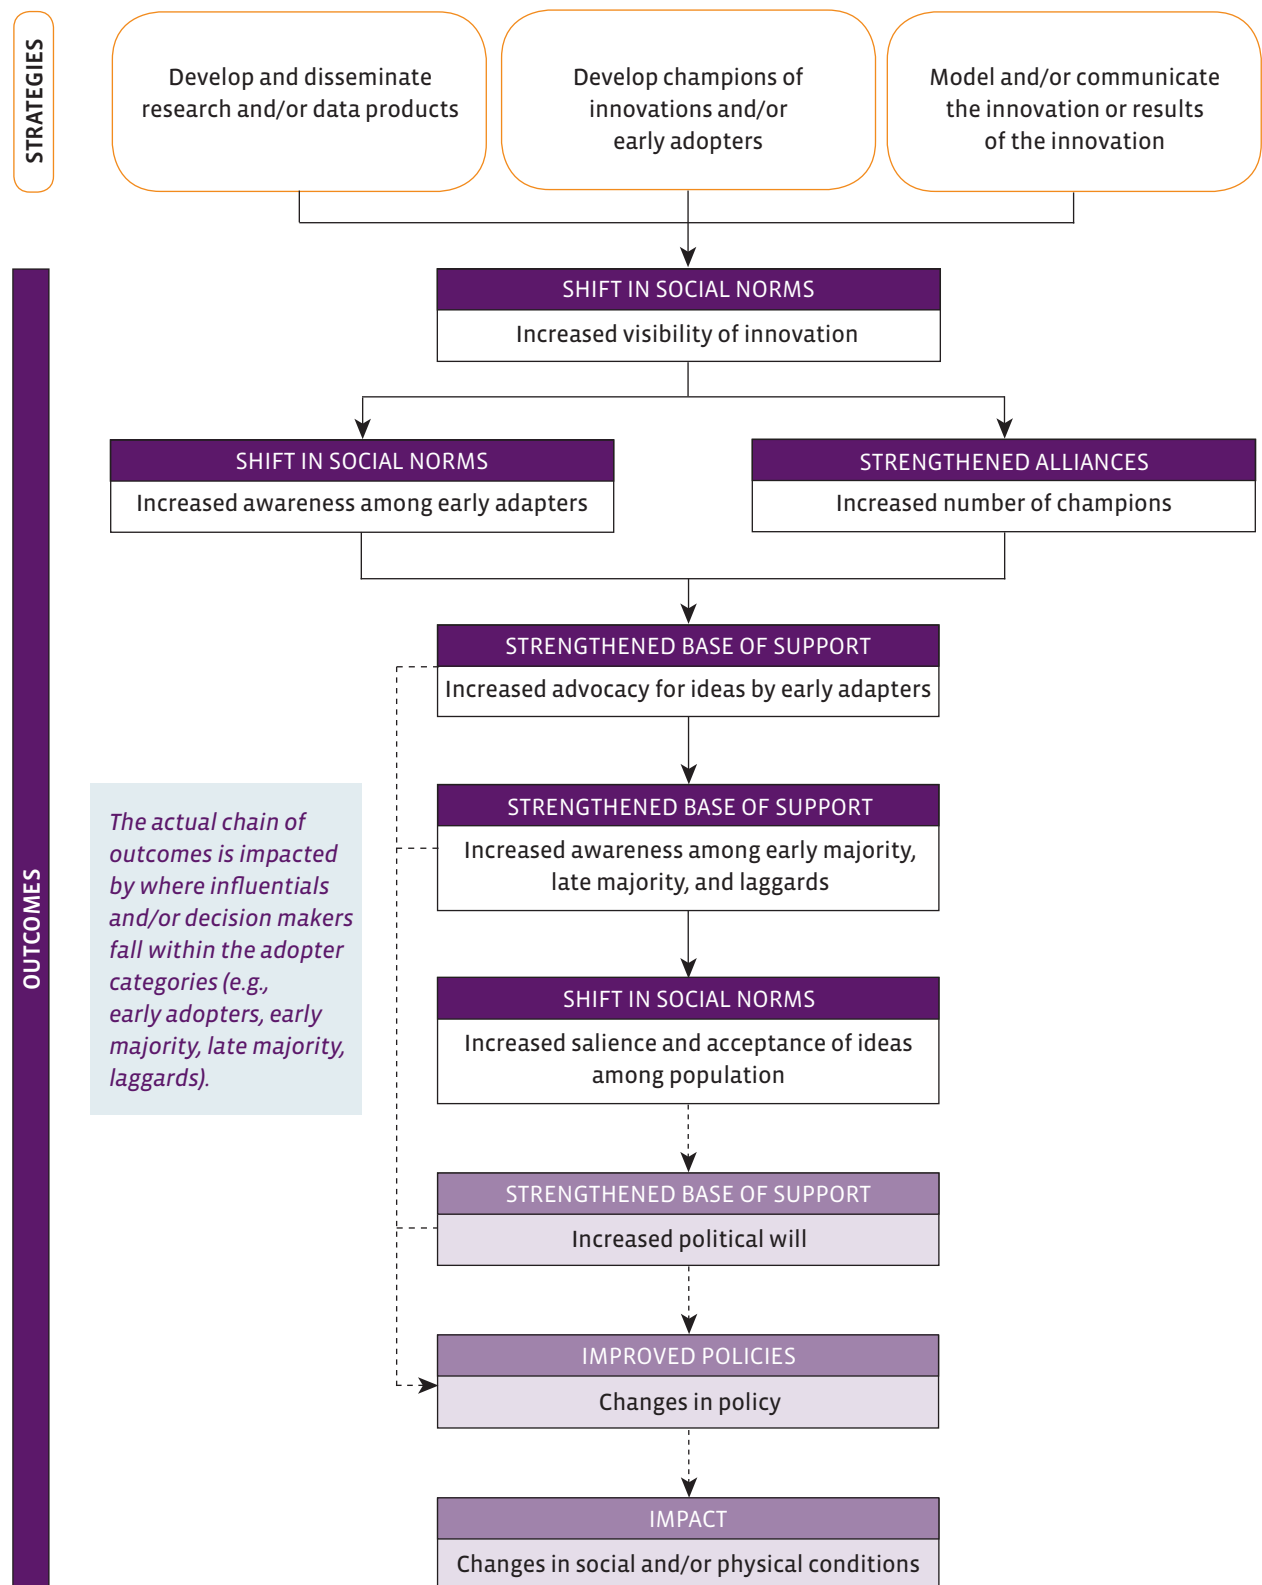 STRATEGIES
Develop and disseminate
research and/or data products
Develop champions of
innovations and/or
early adopters
Model and/or communicate
the innovation or results
of the innovation
OUTCOMES
SHIFT IN SOCIAL NORMS
Increased visibility of innovation
SHIFT IN SOCIAL NORMS
Increased awareness among early adapters
STRENGTHENED ALLIANCES
Increased number of champions
STRENGTHENED BASE OF SUPPORT
Increased advocacy for ideas by early adapters
The actual chain of
outcomes is impacted
by where influentials
and/or decision makers
fall within the adopter
categories (e.g.,
early adopters, early
majority, late majority,
laggards).
STRENGTHENED BASE OF SUPPORT
Increased awareness among early majority,
late majority, and laggards
SHIFT IN SOCIAL NORMS
Increased salience and acceptance of ideas
among population
STRENGTHENED BASE OF SUPPORT
Increased political will
IMPROVED POLICIES
Changes in policy
IMPACT
Changes in social and/or physical conditions